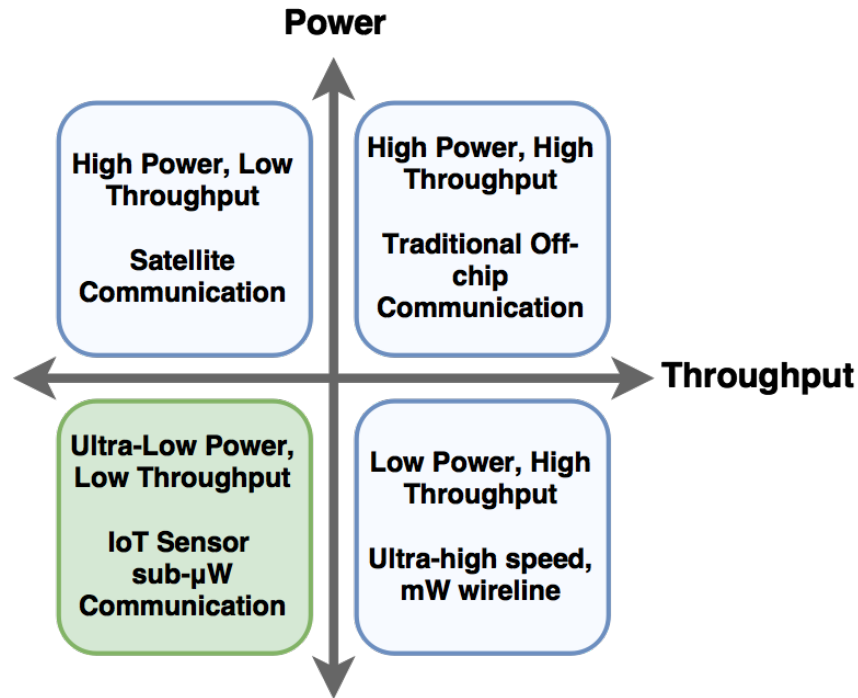 Power
High Power, Low
Throughput
Satellite
Communication
High Power, High
Throughput
Traditional Off-
chip
Communication
Throughput
Ultra-Low Power,
Low Throughput
IoT Sensor
sub-μW
Communication
Low Power, High
Throughput
Ultra-high speed,
mW wireline